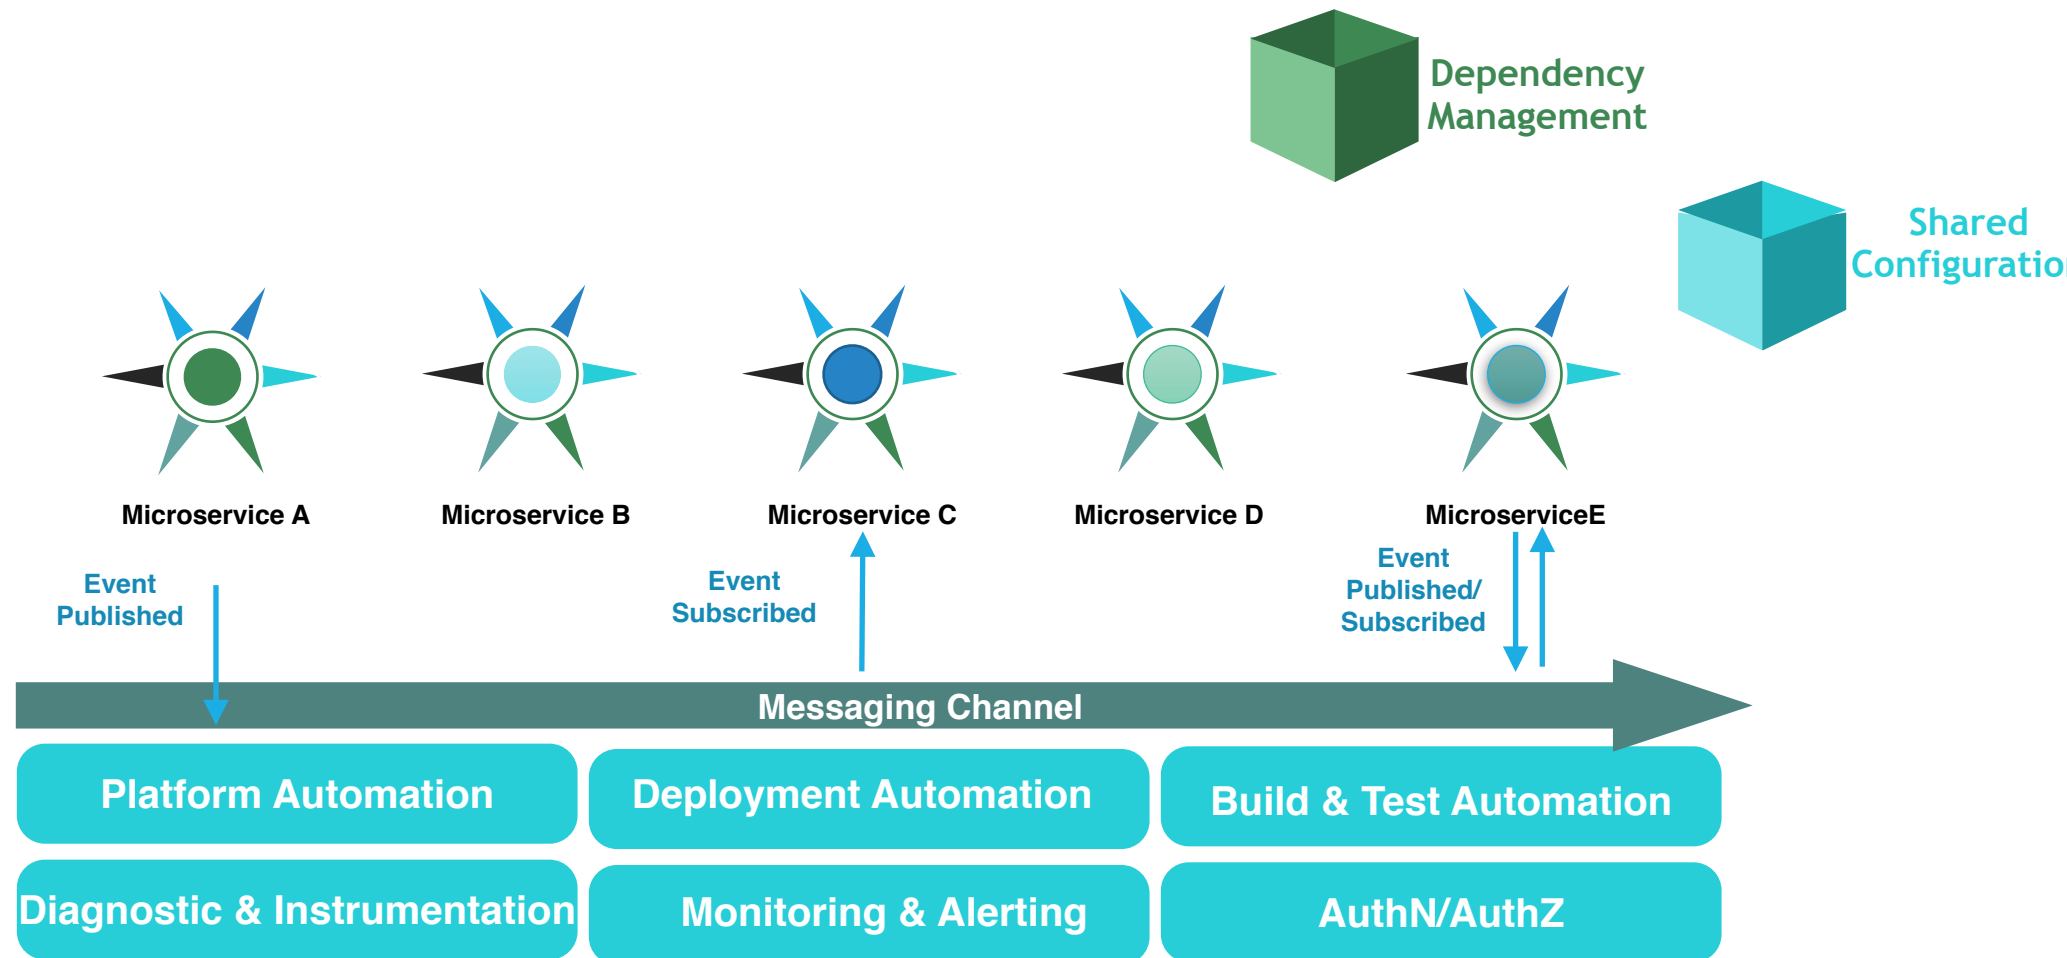 Dependency
Management
Shared
Configuration
Microservice A
Microservice B
Microservice C
Microservice D
MicroserviceE
Event
Published
Event
Subscribed
Event
Published/
Subscribed
Messaging Channel
Platform Automation
Deployment Automation
Build & Test Automation
Diagnostic & Instrumentation
Monitoring & Alerting
AuthN/AuthZ